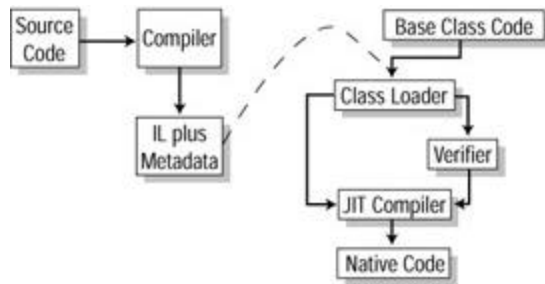 Source
Code
Compiler
IL plus
Metadata
Base Class Code
Class Loader
Verifier
JIT Compiler
Native Code